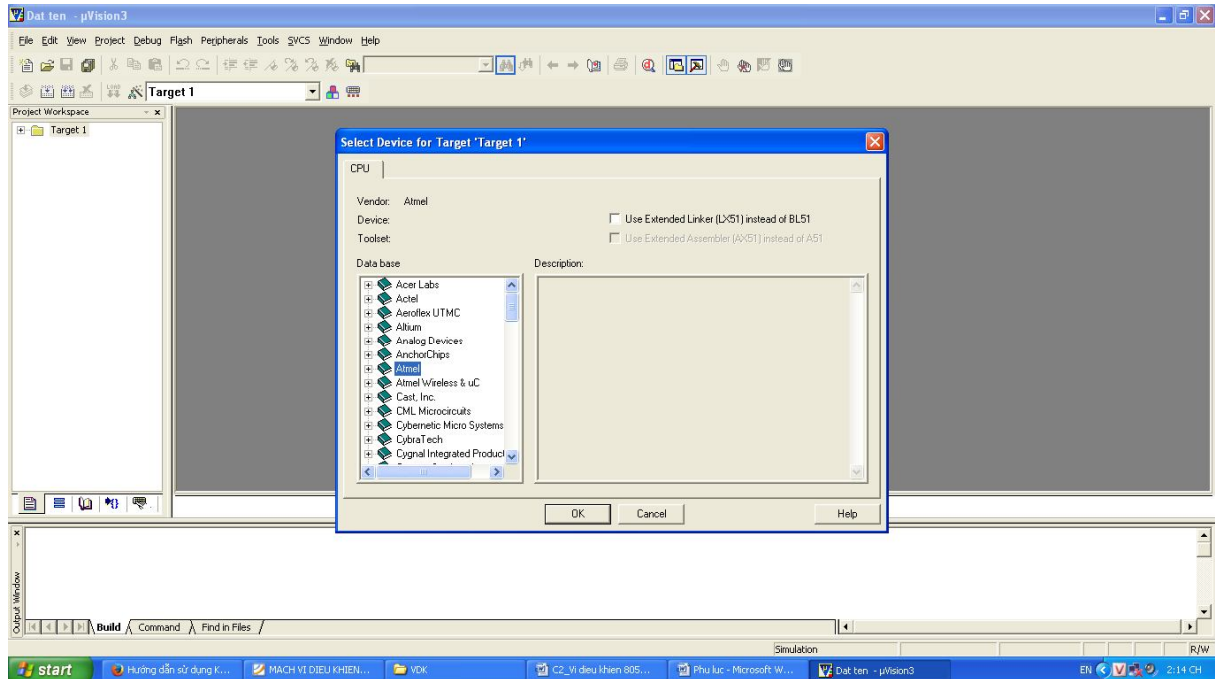 Dat ten - µVision3
File Edit View Project Debug Flash Peripherals Tools SVCS Window Help
Target 1
Project Workspace
Target 1
Select Device for Target 'Target 1'
CPU
Vendor: Atmel
Device:
Use Extended Linker (LX51) instead of BL51
Toolset:
Use Extended Assembler (AX51) instead of A51
Data base
Description:
Acer Labs
Actel
Aeroflex UTMC
Altium
Analog Devices
AnchorChips
Atmel
Atmel Wireless & uC
Cast, Inc.
CML Microcircuits
Cybernetic Micro Systems
CybraTech
Cygnal Integrated Product
OK Cancel Help
Output Window
Build Command Find in Files
Simulation R/W
start Hướng dẫn sử dụng K... MACH VI DIEU KHIEN... VDK C2_Vi dieu khien 805... Phu luc - Microsoft W... Dat ten - µVision3 EN 2:14 CH